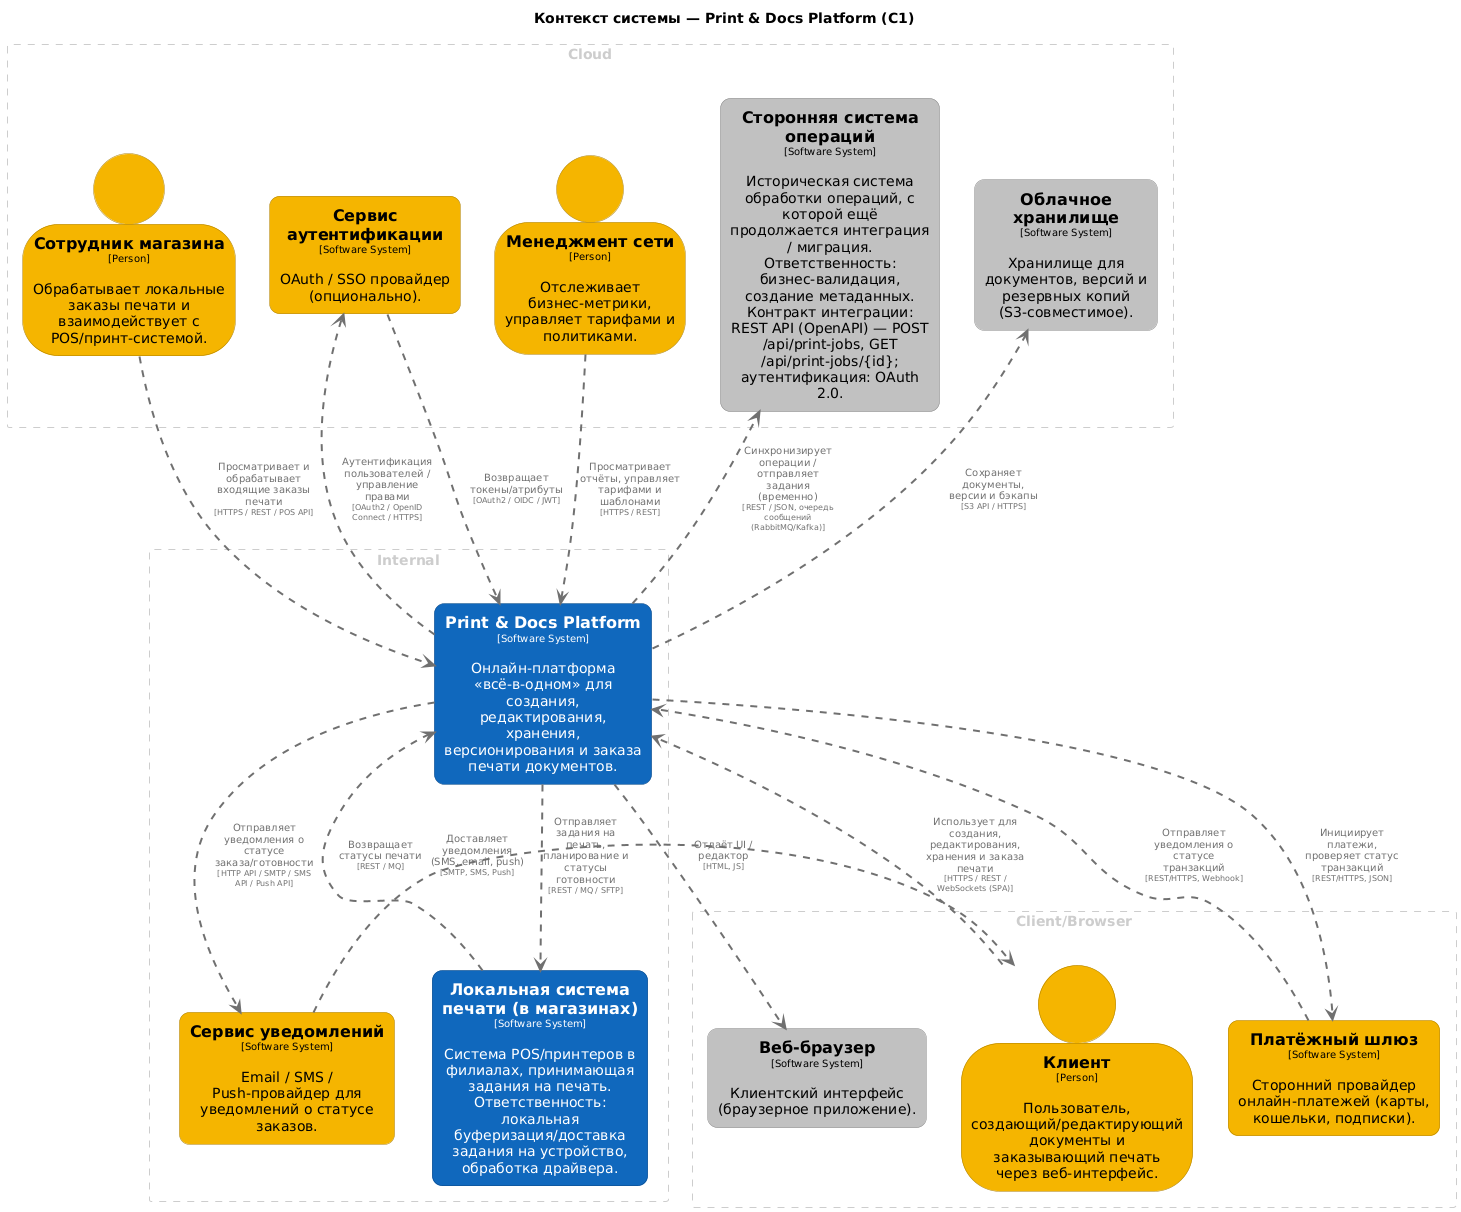 Контекст системы — Print & Docs Platform (C1)
Cloud
Сотрудник магазина
[Person]
Обрабатывает локальные
заказы печати и
взаимодействует с
POS/принт-системой.
Сервис
аутентификации
[Software System]
OAuth / SSO провайдер
(опционально).
Менеджмент сети
[Person]
Отслеживает
бизнес-метрики,
управляет тарифами и
политиками.
Сторонняя система
операций
[Software System]
Историческая система
обработки операций, с
которой ещё
продолжается интеграция
/ миграция.
Ответственность:
бизнес-валидация,
создание метаданных.
Контракт интеграции:
REST API (OpenAPI) — POST
/api/print-jobs, GET
/api/print-jobs/{id};
аутентификация: OAuth
2.0.
Облачное
хранилище
[Software System]
Хранилище для
документов, версий и
резервных копий
(S3-совместимое).
Просматривает и
обрабатывает
входящие заказы
печати
[HTTPS / REST / POS API]
Аутентификация
пользователей /
управление
правами
[OAuth2 / OpenID
Connect / HTTPS]
Возвращает
токены/атрибуты
[OAuth2 / OIDC / JWT]
Просматривает
отчёты, управляет
тарифами и
шаблонами
[HTTPS / REST]
Синхронизирует
операции /
отправляет
задания
(временно)
[REST / JSON, очередь
сообщений
(RabbitMQ/Kafka)]
Сохраняет
документы,
версии и бэкапы
[S3 API / HTTPS]
Internal
Print & Docs Platform
[Software System]
Онлайн-платформа
«всё-в-одном» для
создания,
редактирования,
хранения,
версионирования и заказа
печати документов.
Отправляет
уведомления о
статусе
заказа/готовности
[HTTP API / SMTP / SMS
API / Push API]
Возвращает
статусы печати
[REST / MQ]
Доставляет
уведомления
(SMS, email, push)
[SMTP, SMS, Push]
Отправляет
задания на
печать,
планирование и
статусы
готовности
[REST / MQ / SFTP]
Отдаёт UI /
редактор
[HTML, JS]
Использует для
создания,
редактирования,
хранения и заказа
печати
[HTTPS / REST /
WebSockets (SPA)]
Отправляет
уведомления о
статусе
транзакций
[REST/HTTPS, Webhook]
Инициирует
платежи,
проверяет статус
транзакций
[REST/HTTPS, JSON]
Client/Browser
Сервис уведомлений
[Software System]
Email / SMS /
Push-провайдер для
уведомлений о статусе
заказов.
Локальная система
печати (в магазинах)
[Software System]
Система POS/принтеров в
филиалах, принимающая
задания на печать.
Ответственность:
локальная
буферизация/доставка
задания на устройство,
обработка драйвера.
Веб-браузер
[Software System]
Клиентский интерфейс
(браузерное приложение).
Клиент
[Person]
Пользователь,
создающий/редактирующий
документы и
заказывающий печать
через веб-интерфейс.
Платёжный шлюз
[Software System]
Сторонний провайдер
онлайн-платежей (карты,
кошельки, подписки).